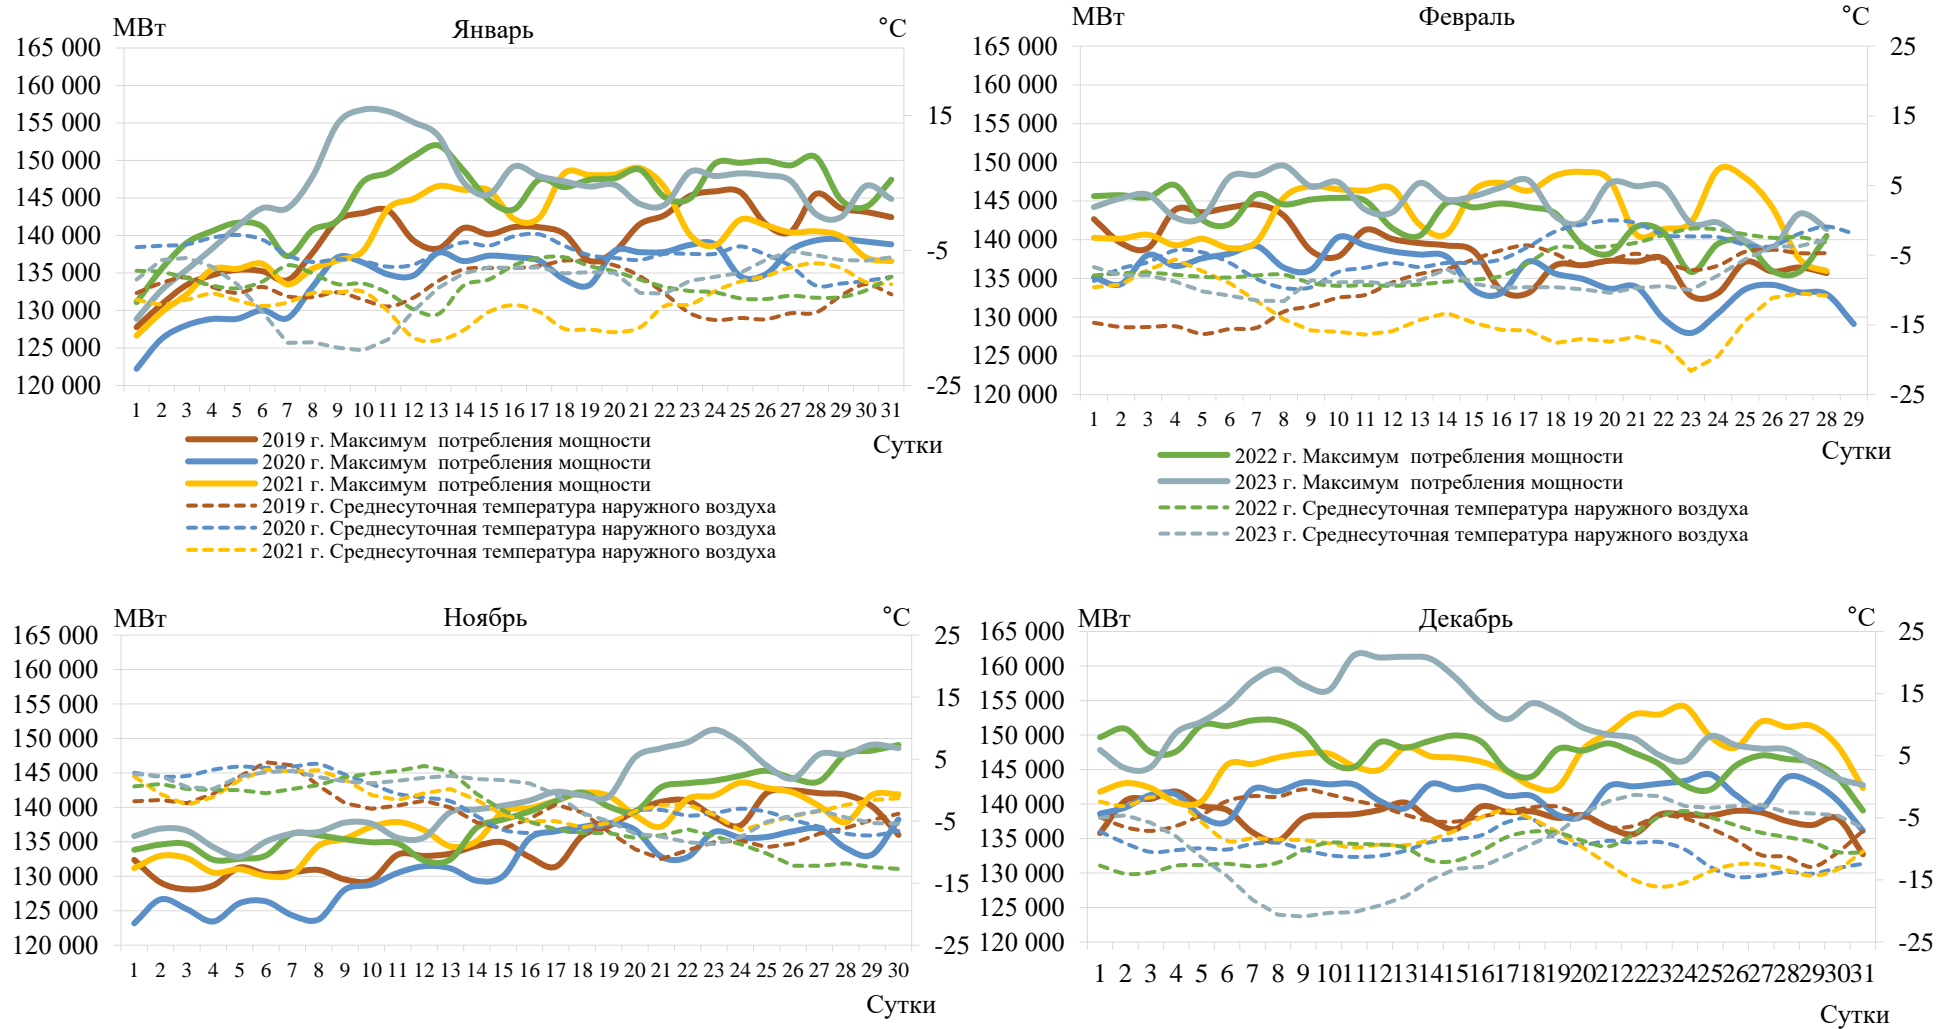 МВт
Январь
°C
165 000
160 000
155 000
150 000
145 000
140 000
135 000
130 000
125 000
120 000
15
-5
-25
1 2 3 4 5 6 7 8 9 10 11 12 13 14 15 16 17 18 19 20 21 22 23 24 25 26 27 28 29 30 31
Сутки
2019 г. Максимум потребления мощности
2020 г. Максимум потребления мощности
2021 г. Максимум потребления мощности
2019 г. Среднесуточная температура наружного воздуха
2020 г. Среднесуточная температура наружного воздуха
2021 г. Среднесуточная температура наружного воздуха
МВт
Февраль
°C
165 000
160 000
155 000
150 000
145 000
140 000
135 000
130 000
125 000
120 000
25
15
5
-5
-15
-25
1 2 3 4 5 6 7 8 9 10 11 12 13 14 15 16 17 18 19 20 21 22 23 24 25 26 27 28 29
Сутки
2022 г. Максимум потребления мощности
2023 г. Максимум потребления мощности
2022 г. Среднесуточная температура наружного воздуха
2023 г. Среднесуточная температура наружного воздуха
МВт
Ноябрь
°C
165 000
160 000
155 000
150 000
145 000
140 000
135 000
130 000
125 000
120 000
25
15
5
-5
-15
-25
1 2 3 4 5 6 7 8 9 10 11 12 13 14 15 16 17 18 19 20 21 22 23 24 25 26 27 28 29 30
Сутки
МВт
Декабрь
°C
165 000
160 000
155 000
150 000
145 000
140 000
135 000
130 000
125 000
120 000
25
15
5
-5
-15
-25
1 2 3 4 5 6 7 8 9 10 11 12 13 14 15 16 17 18 19 20 21 22 23 24 25 26 27 28 29 30 31
Сутки